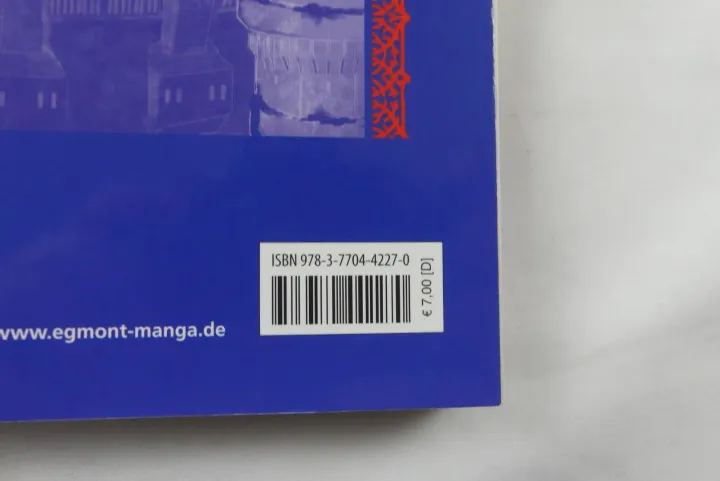 ISBN 978-3-7704-4227-0
€ 7,00 [D]
www.egmont-manga.de